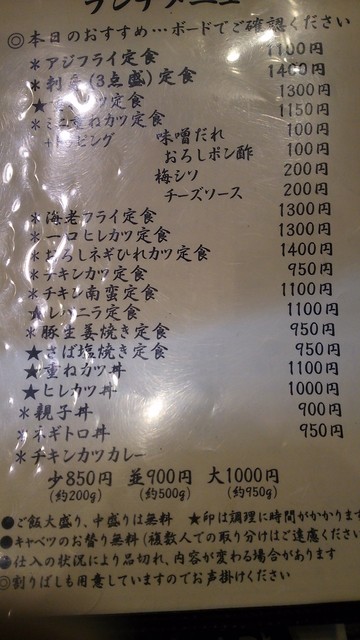 ランチメニュー
◎本日のおすすめ…ボードでご確認ください
＊アジフライ定食 1100円
＊刺身(3点盛)定食 1400円
★ カツ定食 1300円
＊ 重ねカツ定食 1150円
+トッピング 味噌だれ 100円
おろしポン酢 100円
梅シソ 200円
チーズソース 200円
＊海老フライ定食 1300円
＊一口ヒレカツ定食 1300円
＊おろしネギひれカツ定食 1400円
＊チキンカツ定食 950円
＊チキン南蛮定食 1100円
★レバニラ定食 1100円
＊豚生姜焼き定食 950円
★さば塩焼き定食 950円
★重ねカツ丼 1100円
★ヒレカツ丼 1000円
＊親子丼 900円
＊ネギトロ丼 950円
＊チキンカツカレー
少850円 並900円 大1000円
(約200g) (約500g) (約950g)
●ご飯大盛り、中盛りは無料 ★印は調理に時間がかかります
●キャベツのお替り無料(複数人での取り分けはご遠慮ください
●仕入の状況により品切れ、内容が変わる場合があります
◎割りばしも用意していますのでお声掛けください